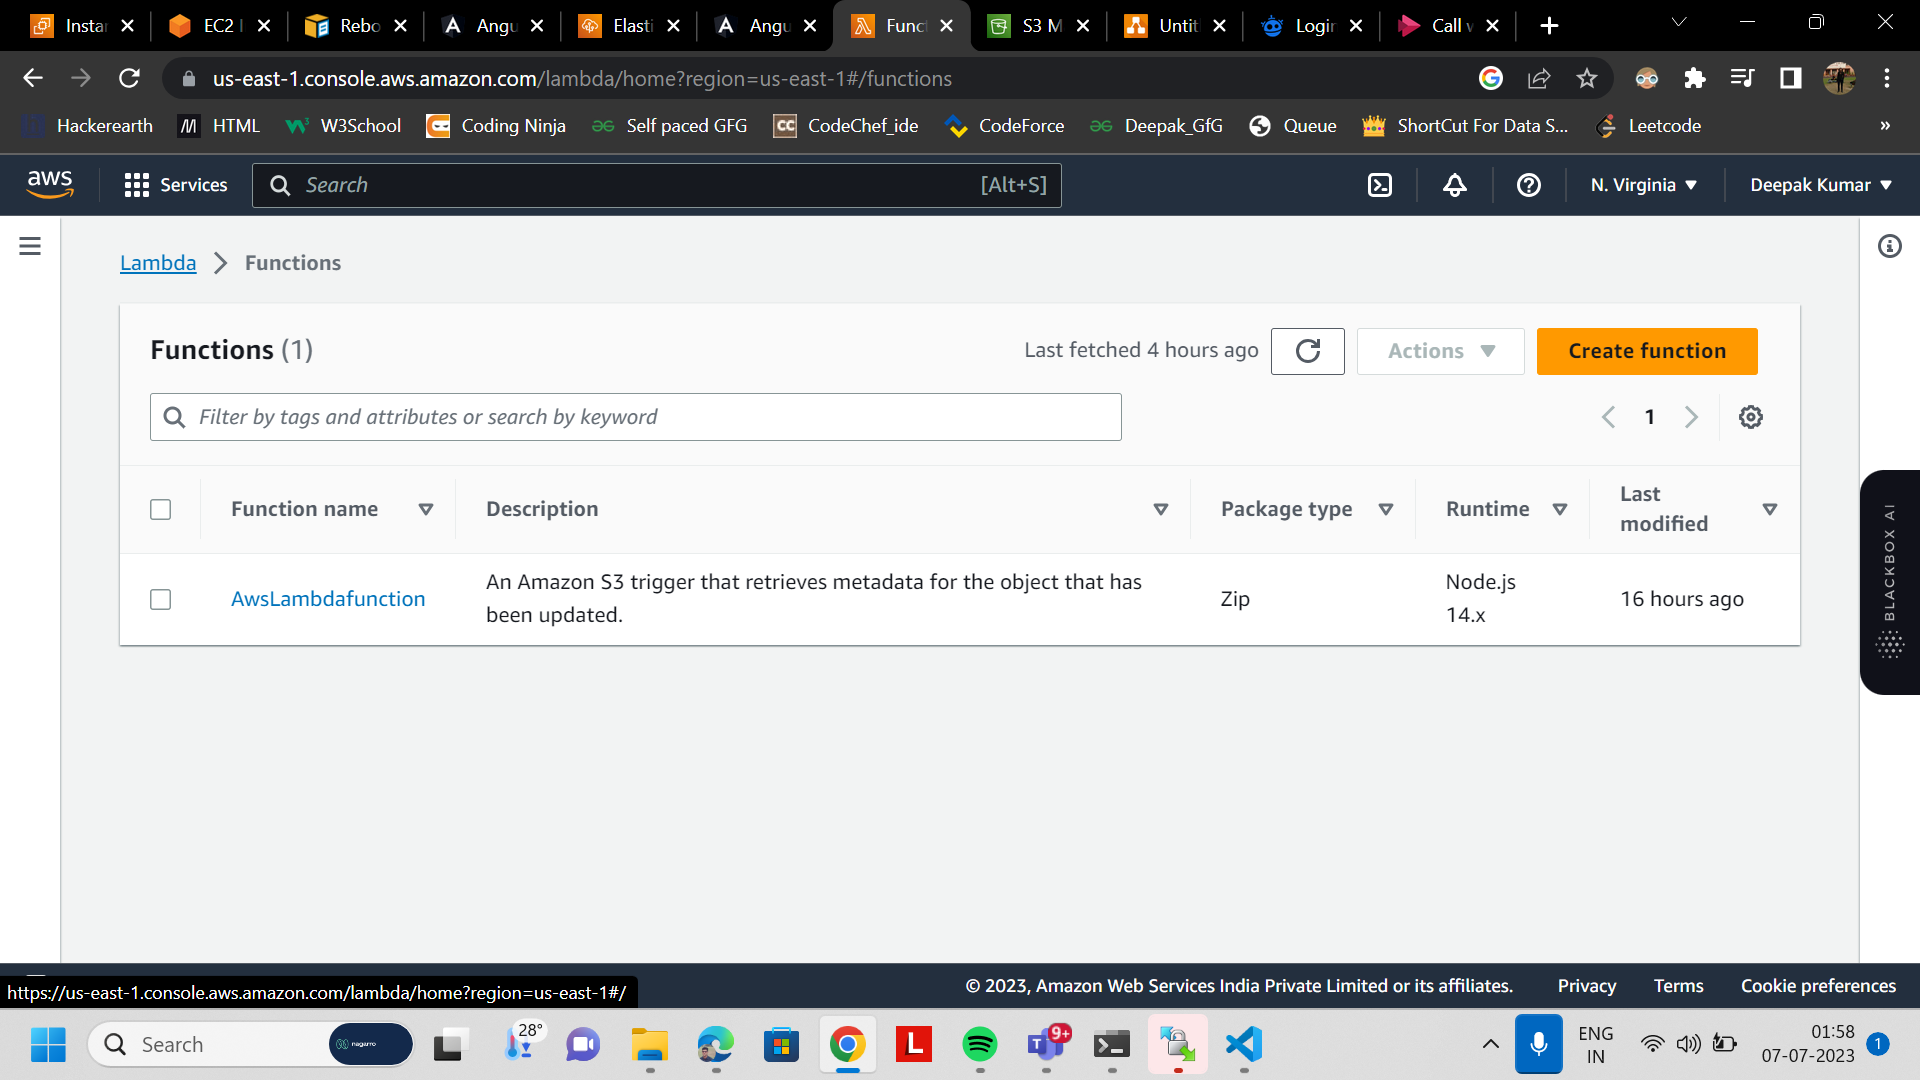 Instar
EC2 I
Rebo
Angu
Elasti
Angu
Funct
S3 M
Untit
Login
Call w
us-east-1.console.aws.amazon.com/lambda/home?region=us-east-1#/functions
Hackerearth
HTML
W3School
Coding Ninja
Self paced GFG
CodeChef_ide
CodeForce
Deepak_GfG
Queue
ShortCut For Data S...
Leetcode
»
aws
Services
Search
[Alt+S]
N. Virginia
Deepak Kumar
Lambda
Functions
Functions (1)
Last fetched 4 hours ago
Actions
Create function
Filter by tags and attributes or search by keyword
1
Function name
Description
Package type
Runtime
Last
modified
AwsLambdafunction
An Amazon S3 trigger that retrieves metadata for the object that has
been updated.
Zip
Node.js
14.x
16 hours ago
BLACKBOX AI
https://us-east-1.console.aws.amazon.com/lambda/home?region=us-east-1#/
© 2023, Amazon Web Services India Private Limited or its affiliates.
Privacy
Terms
Cookie preferences
Search
nagarro
28°
L
9+
ENG
IN
01:58
07-07-2023
1